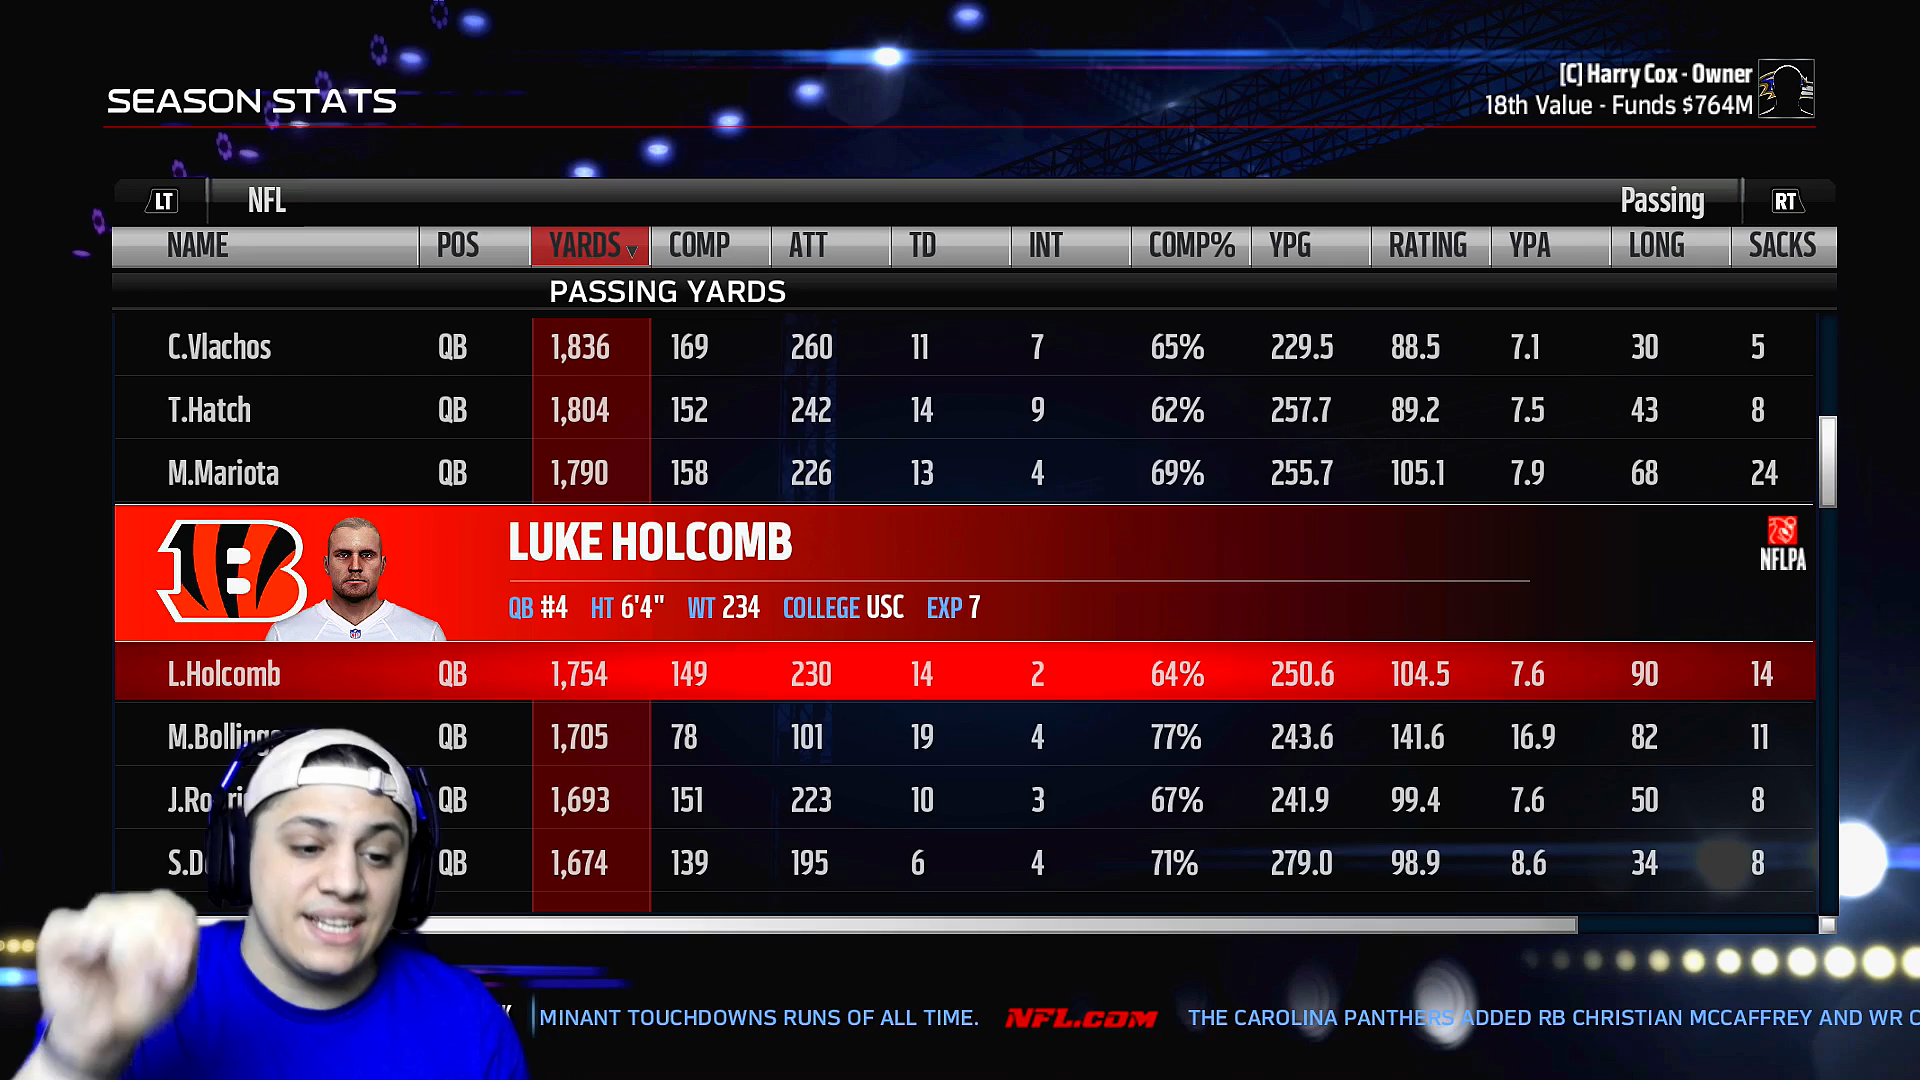 SEASON STATS
[C] Harry Cox - Owner
18th Value - Funds $764M
LT NFL Passing RT
NAME POS YARDS COMP ATT TD INT COMP% YPG RATING YPA LONG SACKS
PASSING YARDS
C.Vlachos QB 1,836 169 260 11 7 65% 229.5 88.5 7.1 30 5
T.Hatch QB 1,804 152 242 14 9 62% 257.7 89.2 7.5 43 8
M.Mariota QB 1,790 158 226 13 4 69% 255.7 105.1 7.9 68 24
LUKE HOLCOMB
NFLPA
QB #4 HT 6'4" WT 234 COLLEGE USC EXP 7
L.Holcomb QB 1,754 149 230 14 2 64% 250.6 104.5 7.6 90 14
QB 1,705 78 101 19 4 77% 243.6 141.6 16.9 82 11
QB 1,693 151 223 10 3 67% 241.9 99.4 7.6 50 8
QB 1,674 139 195 6 4 71% 279.0 98.9 8.6 34 8
MINANT TOUCHDOWNS RUNS OF ALL TIME. NFL.COM THE CAROLINA PANTHERS ADDED RB CHRISTIAN MCCAFFREY AND WR C